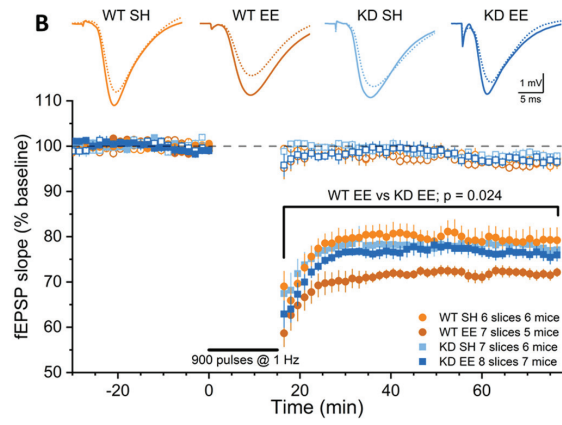 B
WT SH
WT EE
KD SH
KD EE
1 mV
5 ms
110
100
90
80
70
60
50
fEPSP slope (% baseline)
WT EE vs KD EE; p = 0.024
WT SH 6 slices 6 mice
WT EE 7 slices 5 mice
KD SH 7 slices 6 mice
KD EE 8 slices 7 mice
900 pulses @ 1 Hz
-20
0
20
40
60
Time (min)